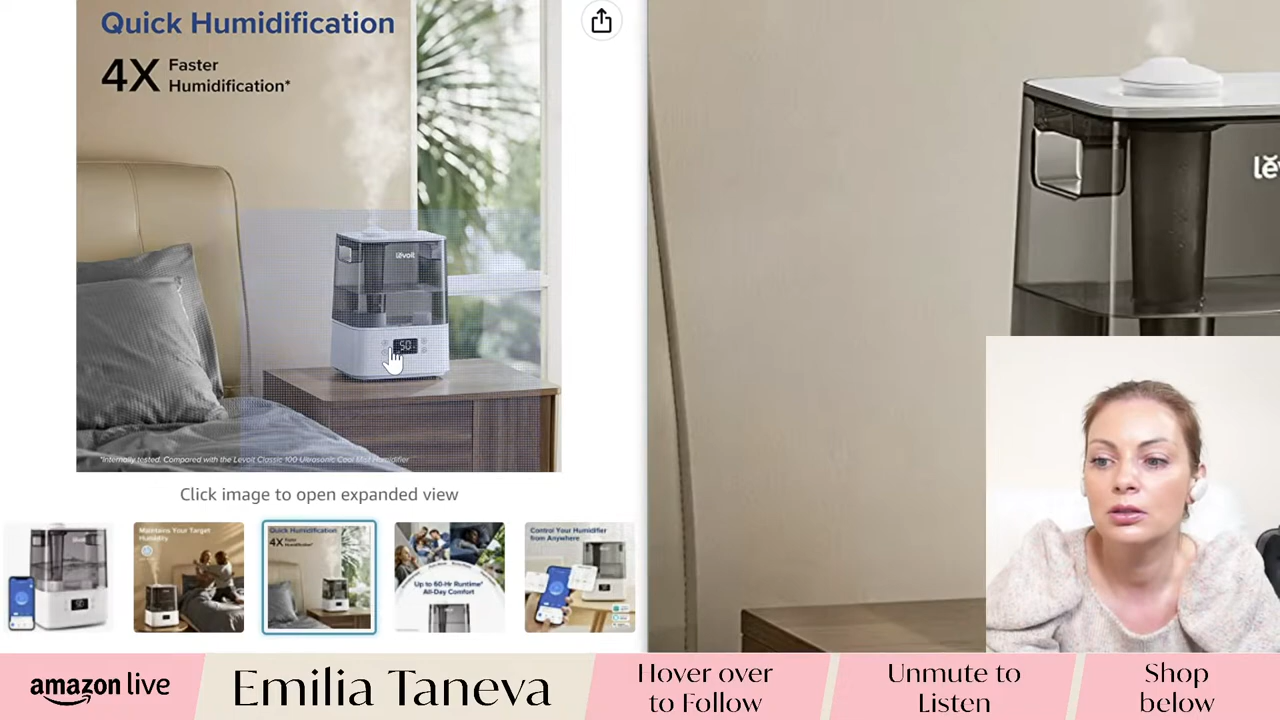 Quick Humidification
4X Faster
Humidification*
levoit
50
*Internally tested. Compared with the Levoit Classic 100 Ultrasonic Cool Mist Humidifier
Click image to open expanded view
Maintains Your Target
Humidity
Quick Humidification
4X Faster
Humidification*
Up to 60-Hr Runtime*
All-Day Comfort
Control Your Humidifier
from Anywhere
lev
amazon live
Emilia Taneva
Hover over
to Follow
Unmute to
Listen
Shop
below